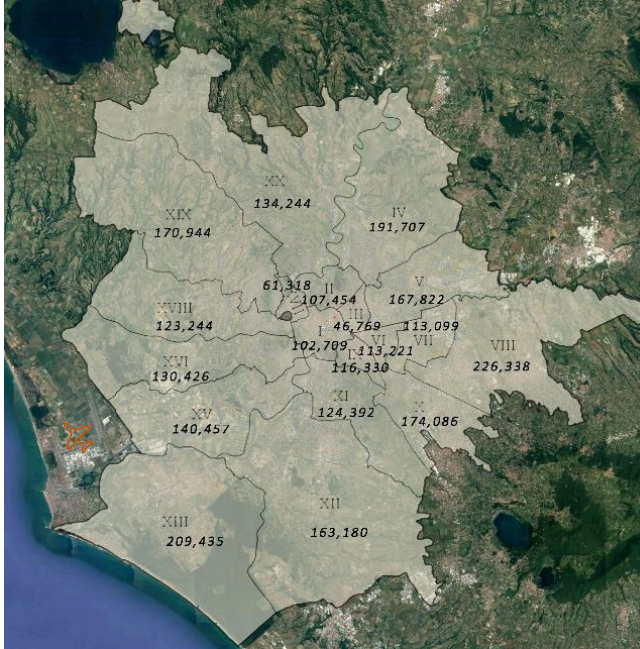 XX
134,244
XIX
170,944
IV
191,707
61,318
II
107,454
V
167,822
XVIII
123,244
III
46,769
113,099
I
102,709
VI
113,221
VII
VIII
226,338
IX
116,330
XVI
130,426
XI
124,392
X
174,086
XV
140,457
XII
163,180
XIII
209,435